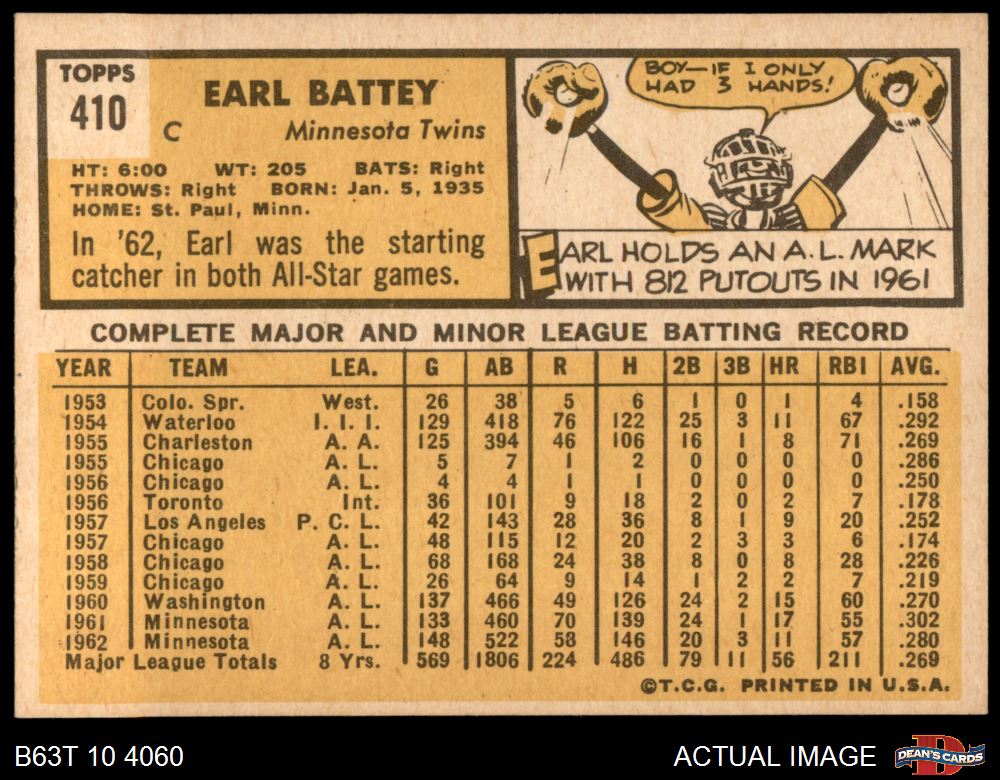 TOPPS
410
EARL BATTEY
C Minnesota Twins
HT: 6:00 WT: 205 BATS: Right
THROWS: Right BORN: Jan. 5, 1935
HOME: St. Paul, Minn.
In '62, Earl was the starting
catcher in both All-Star games.
BOY—IF I ONLY
HAD 3 HANDS!
EARL HOLDS AN A.L. MARK
WITH 812 PUTOUTS IN 1961
COMPLETE MAJOR AND MINOR LEAGUE BATTING RECORD
YEAR TEAM LEA. G AB R H 2B 3B HR RBI AVG.
1953 Colo. Spr. West. 26 38 5 6 1 0 1 4 .158
1954 Waterloo I. I. I. 129 418 76 122 25 3 11 67 .292
1955 Charleston A. A. 125 394 46 106 16 1 8 71 .269
1955 Chicago A. L. 5 7 1 2 0 0 0 0 .286
1956 Chicago A. L. 4 4 1 1 0 0 0 0 .250
1956 Toronto Int. 36 101 9 18 2 0 2 7 .178
1957 Los Angeles P. C. L. 42 143 28 36 8 1 9 20 .252
1957 Chicago A. L. 48 115 12 20 2 3 3 6 .174
1958 Chicago A. L. 68 168 24 38 8 0 8 28 .226
1959 Chicago A. L. 26 64 9 14 1 2 2 7 .219
1960 Washington A. L. 137 466 49 126 24 2 15 60 .270
1961 Minnesota A. L. 133 460 70 139 24 1 17 55 .302
1962 Minnesota A. L. 148 522 58 146 20 3 11 57 .280
Major League Totals 8 Yrs. 569 1806 224 486 79 11 56 211 .269
©T.C.G. PRINTED IN U.S.A.
B63T 10 4060 ACTUAL IMAGE
DEAN'S CARDS